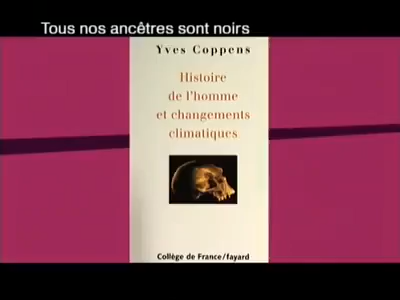 Tous nos ancêtres sont noirs
Yves Coppens
Histoire
de l'homme
et changements
climatiques
Collège de France/fayard